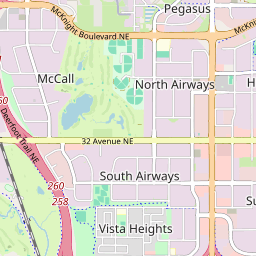 Pegasus
McKnight Boulevard NE
McCall
North Airways
H
260
Deerfoot Trail NE
32 Avenue NE
South Airways
260
258
Su
Vista Heights